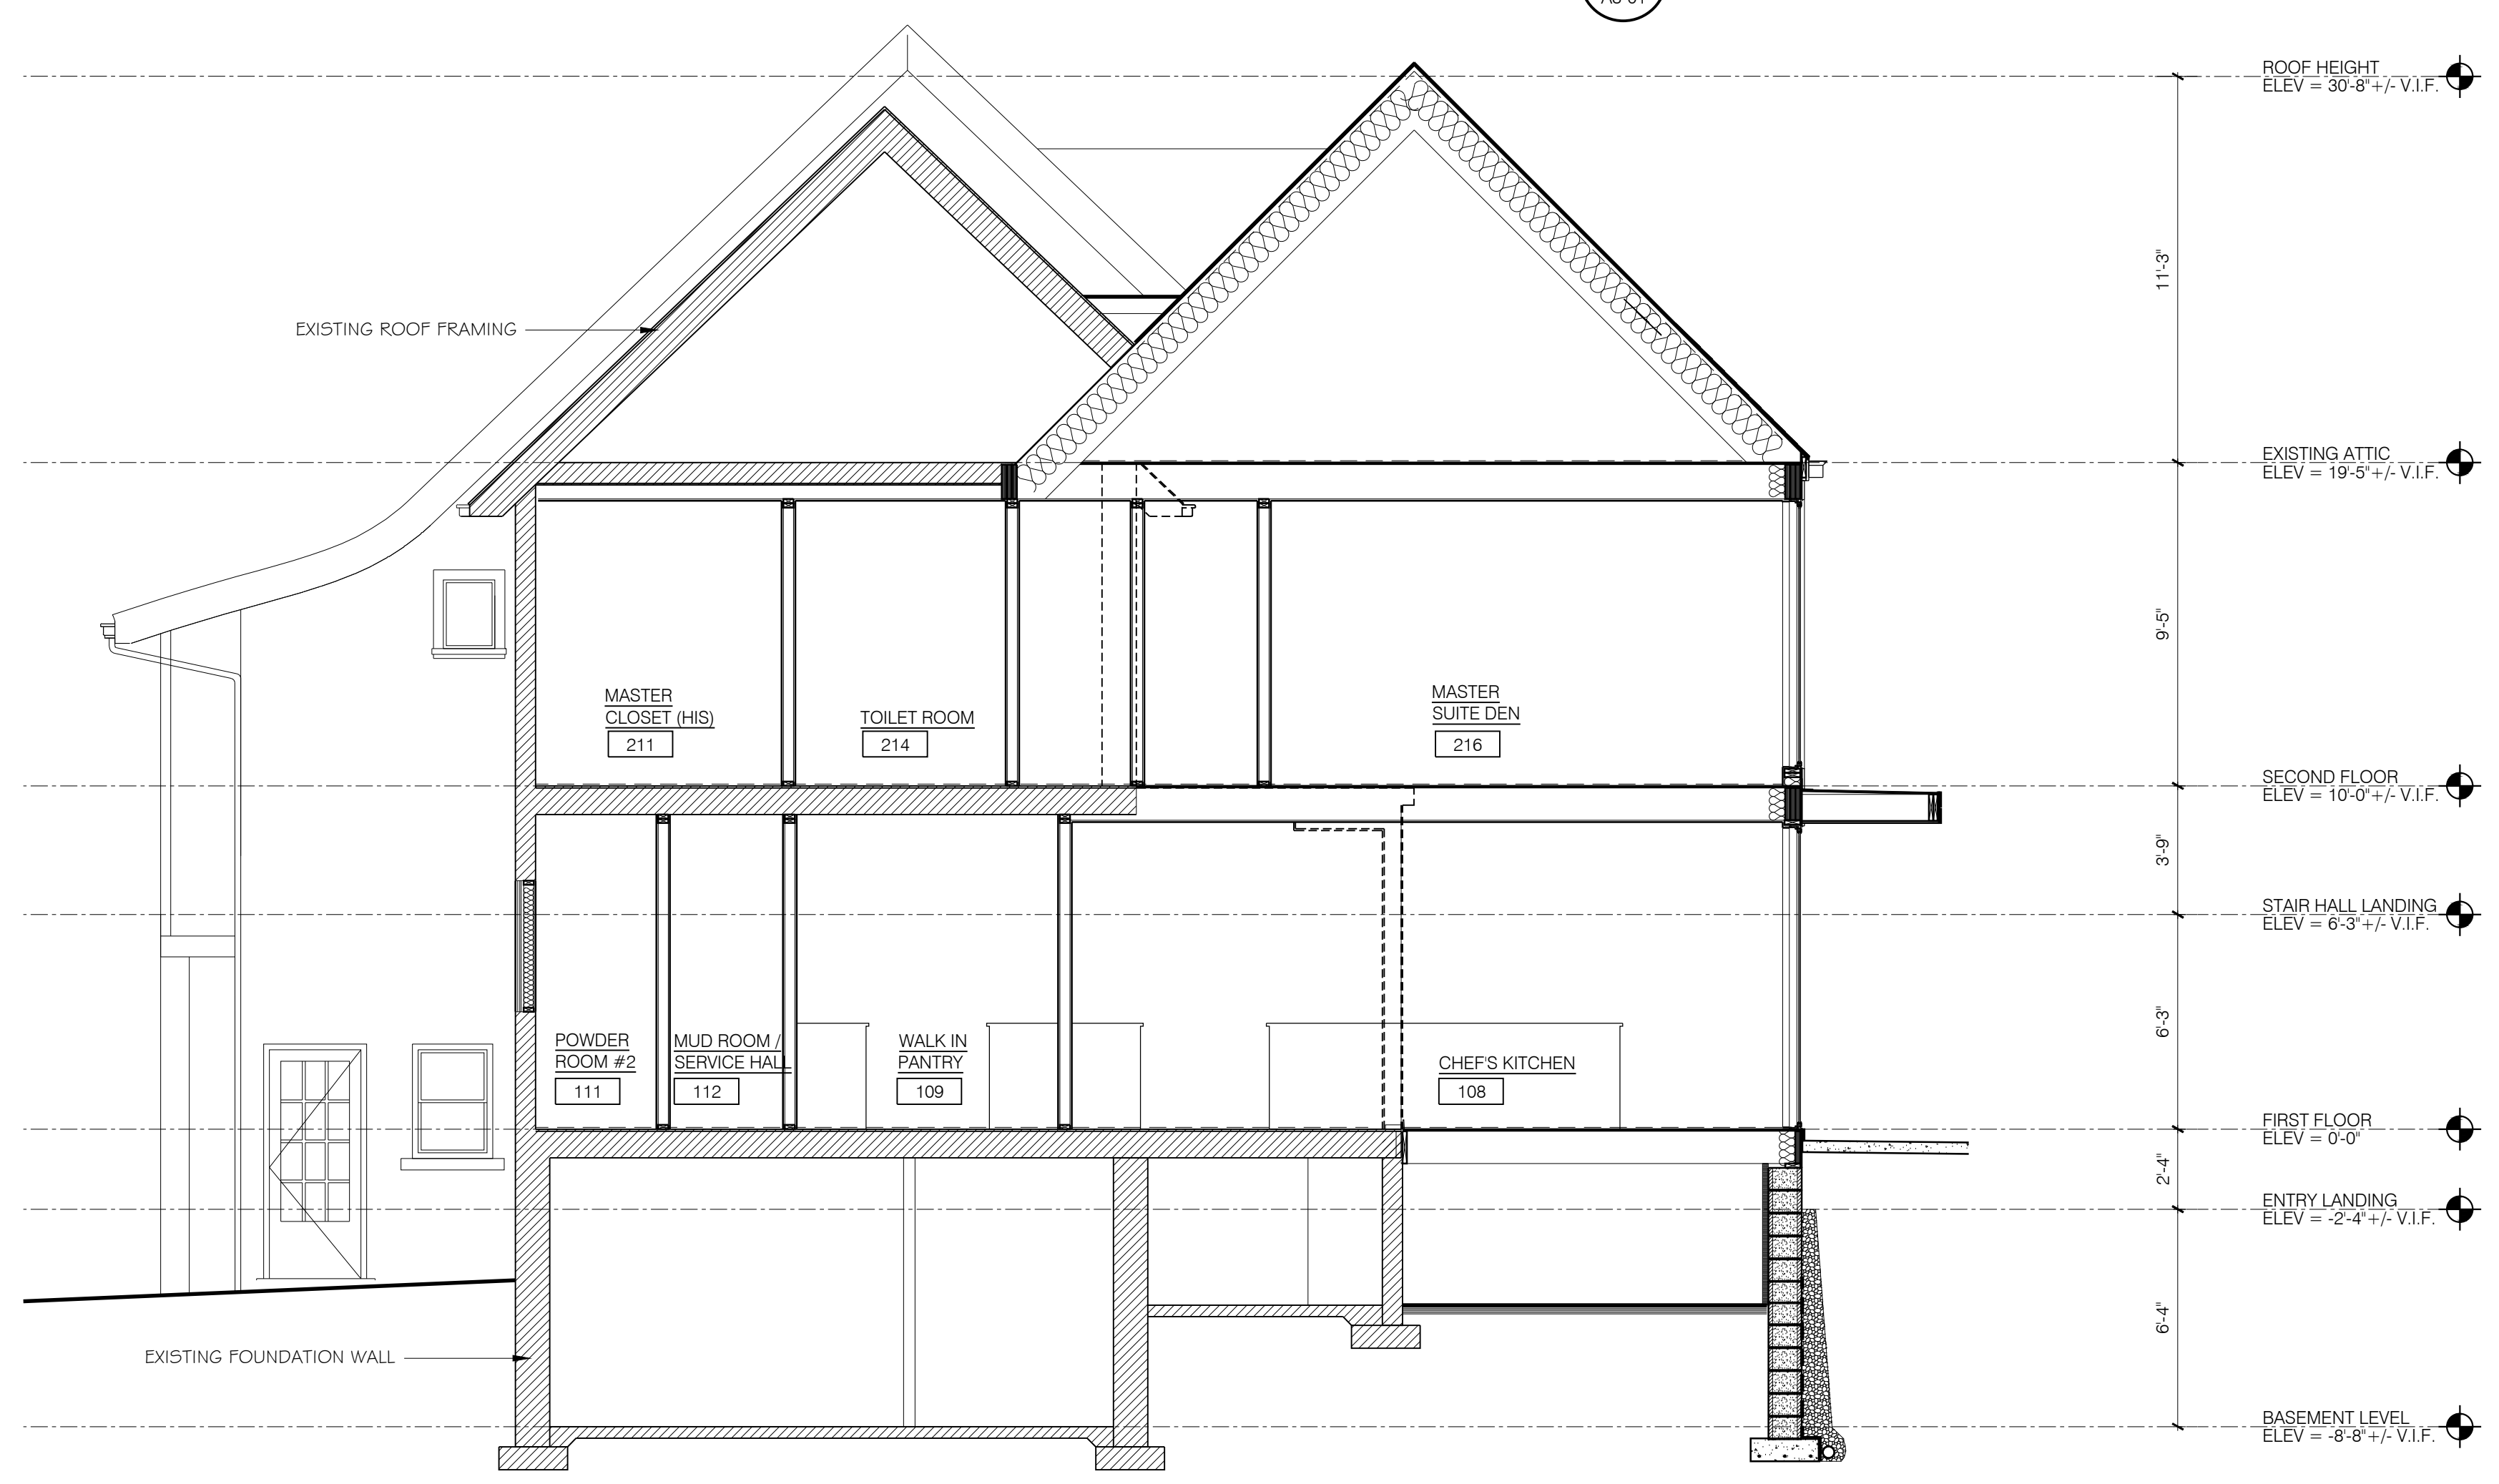 ROOF HEIGHT
ELEV = 30'-8"+/- V.I.F.
11'-3"
EXISTING ROOF FRAMING
EXISTING ATTIC
ELEV = 19'-5"+/- V.I.F.
9'-5"
MASTER
CLOSET (HIS)
211
TOILET ROOM
214
MASTER
SUITE DEN
216
SECOND FLOOR
ELEV = 10'-0"+/- V.I.F.
3'-9"
STAIR HALL LANDING
ELEV = 6'-3"+/- V.I.F.
6'-3"
POWDER
ROOM #2
111
MUD ROOM /
SERVICE HALL
112
WALK IN
PANTRY
109
CHEF'S KITCHEN
108
FIRST FLOOR
ELEV = 0'-0"
2'-4"
ENTRY LANDING
ELEV = -2'-4"+/- V.I.F.
6'-4"
EXISTING FOUNDATION WALL
BASEMENT LEVEL
ELEV = -8'-8"+/- V.I.F.